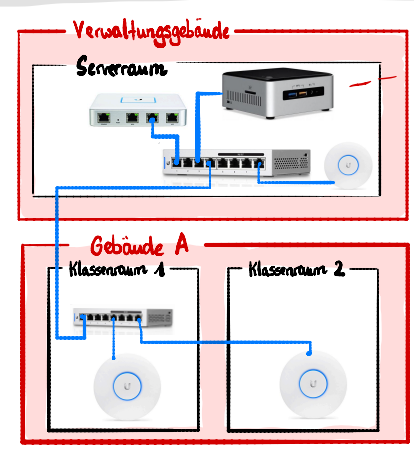 Verwaltungsgebäude
Serverraum
Gebäude A
Klassenraum 1
Klassenraum 2